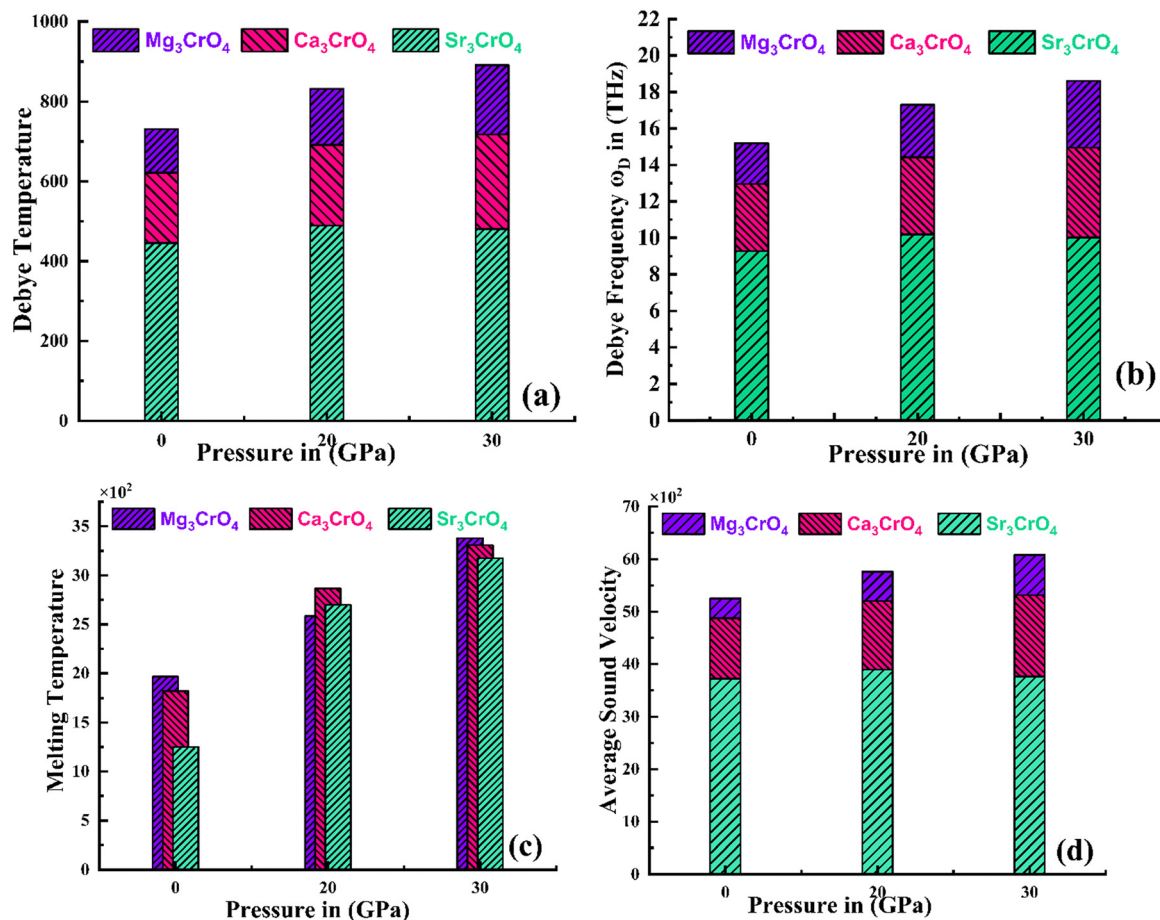 1000
800
600
400
200
0
Debye Temperature
Mg₃CrO₄ Ca₃CrO₄ Sr₃CrO₄
(a)
0 20 30
Pressure in (GPa)
22
20
18
16
14
12
10
8
6
4
2
0
Debye Frequency ω_D in (THz)
Mg₃CrO₄ Ca₃CrO₄ Sr₃CrO₄
(b)
0 20 30
Pressure in (GPa)
×10²
35
30
25
20
15
10
5
0
Melting Temperature
Mg₃CrO₄ Ca₃CrO₄ Sr₃CrO₄
(c)
0 20 30
Pressure in (GPa)
×10²
70
60
50
40
30
20
10
0
Average Sound Velocity
Mg₃CrO₄ Ca₃CrO₄ Sr₃CrO₄
(d)
0 20 30
Pressure in (GPa)